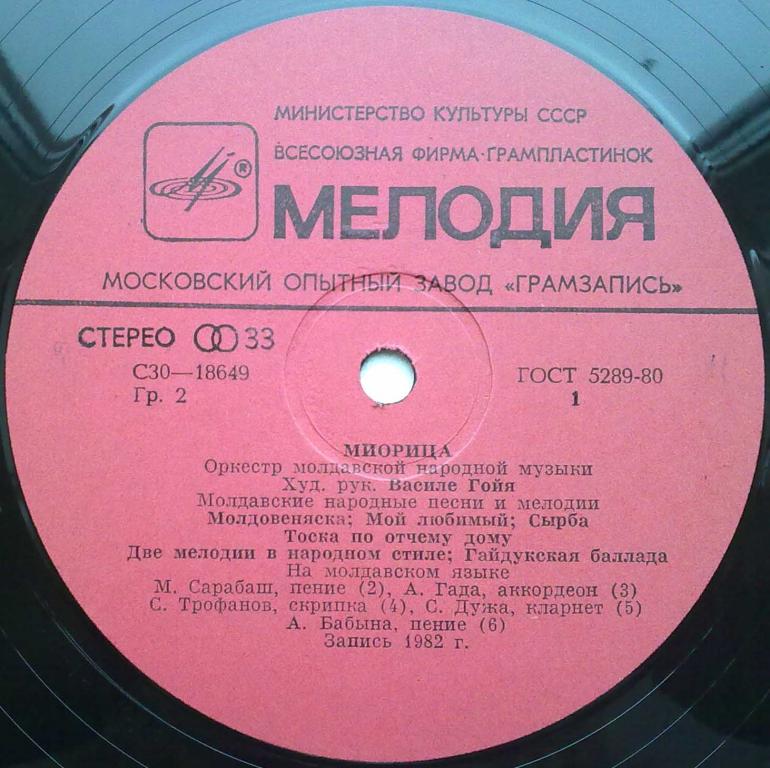 МИНИСТЕРСТВО КУЛЬТУРЫ СССР
ВСЕСОЮЗНАЯ ФИРМА·ГРАМПЛАСТИНОК
®
МЕЛОДИЯ
МОСКОВСКИЙ ОПЫТНЫЙ ЗАВОД «ГРАМЗАПИСЬ»
СТЕРЕО 33
С30—18649
ГОСТ 5289-80
Гр. 2
1
МИОРИЦА
Оркестр молдавской народной музыки
Худ. рук. Василе Гойя
Молдавские народные песни и мелодии
Молдовеняска; Мой любимый; Сырба
Тоска по отчему дому
Две мелодии в народном стиле; Гайдукская баллада
На молдавском языке
М. Сарабаш, пение (2), А. Гада, аккордеон (3)
С. Трофанов, скрипка (4), С. Дужа, кларнет (5)
А. Бабына, пение (6)
Запись 1982 г.